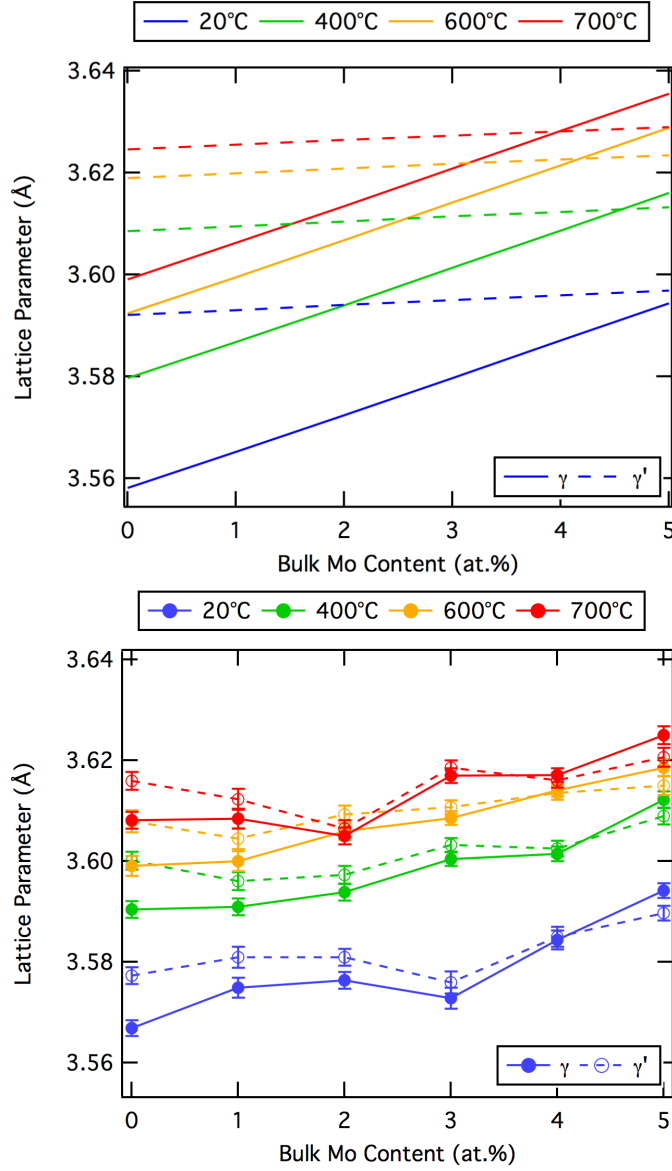 20°C 400°C 600°C 700°C
3.64
3.62
3.60
3.58
3.56
Lattice Parameter (Å)
γ γ'
0 1 2 3 4 5
Bulk Mo Content (at.%)
20°C 400°C 600°C 700°C
3.64
3.62
3.60
3.58
3.56
Lattice Parameter (Å)
γ γ'
0 1 2 3 4 5
Bulk Mo Content (at.%)